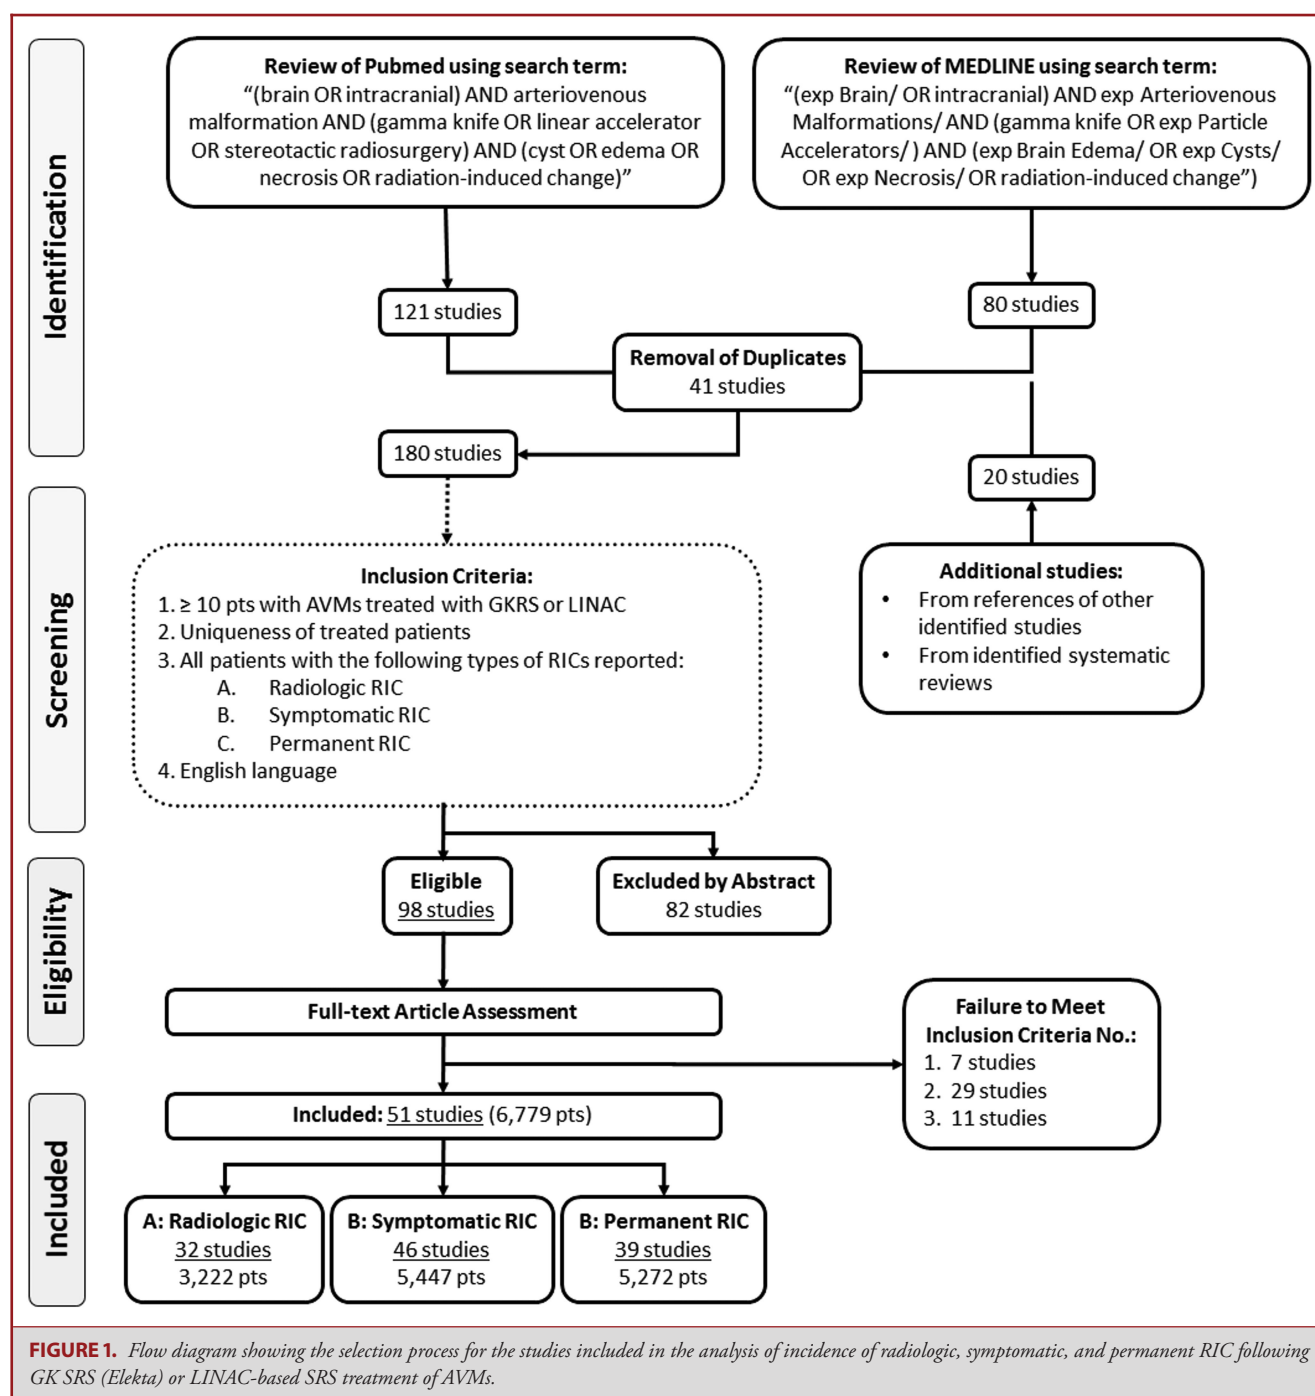 Identification
Review of Pubmed using search term:
“(brain OR intracranial) AND arteriovenous
malformation AND (gamma knife OR linear accelerator
OR stereotactic radiosurgery) AND (cyst OR edema OR
necrosis OR radiation-induced change)”
Review of MEDLINE using search term:
“(exp Brain/ OR intracranial) AND exp Arteriovenous
Malformations/ AND (gamma knife OR exp Particle
Accelerators/ ) AND (exp Brain Edema/ OR exp Cysts/
OR exp Necrosis/ OR radiation-induced change”)
121 studies
80 studies
Removal of Duplicates
41 studies
180 studies
20 studies
Screening
Inclusion Criteria:
1. ≥ 10 pts with AVMs treated with GKRS or LINAC
2. Uniqueness of treated patients
3. All patients with the following types of RICs reported:
A. Radiologic RIC
B. Symptomatic RIC
C. Permanent RIC
4. English language
Additional studies:
• From references of other
identified studies
• From identified systematic
reviews
Eligibility
Eligible
98 studies
Excluded by Abstract
82 studies
Full-text Article Assessment
Failure to Meet
Inclusion Criteria No.:
1. 7 studies
2. 29 studies
3. 11 studies
Included
Included: 51 studies (6,779 pts)
A: Radiologic RIC
32 studies
3,222 pts
B: Symptomatic RIC
46 studies
5,447 pts
B: Permanent RIC
39 studies
5,272 pts
FIGURE 1. Flow diagram showing the selection process for the studies included in the analysis of incidence of radiologic, symptomatic, and permanent RIC following
GK SRS (Elekta) or LINAC-based SRS treatment of AVMs.